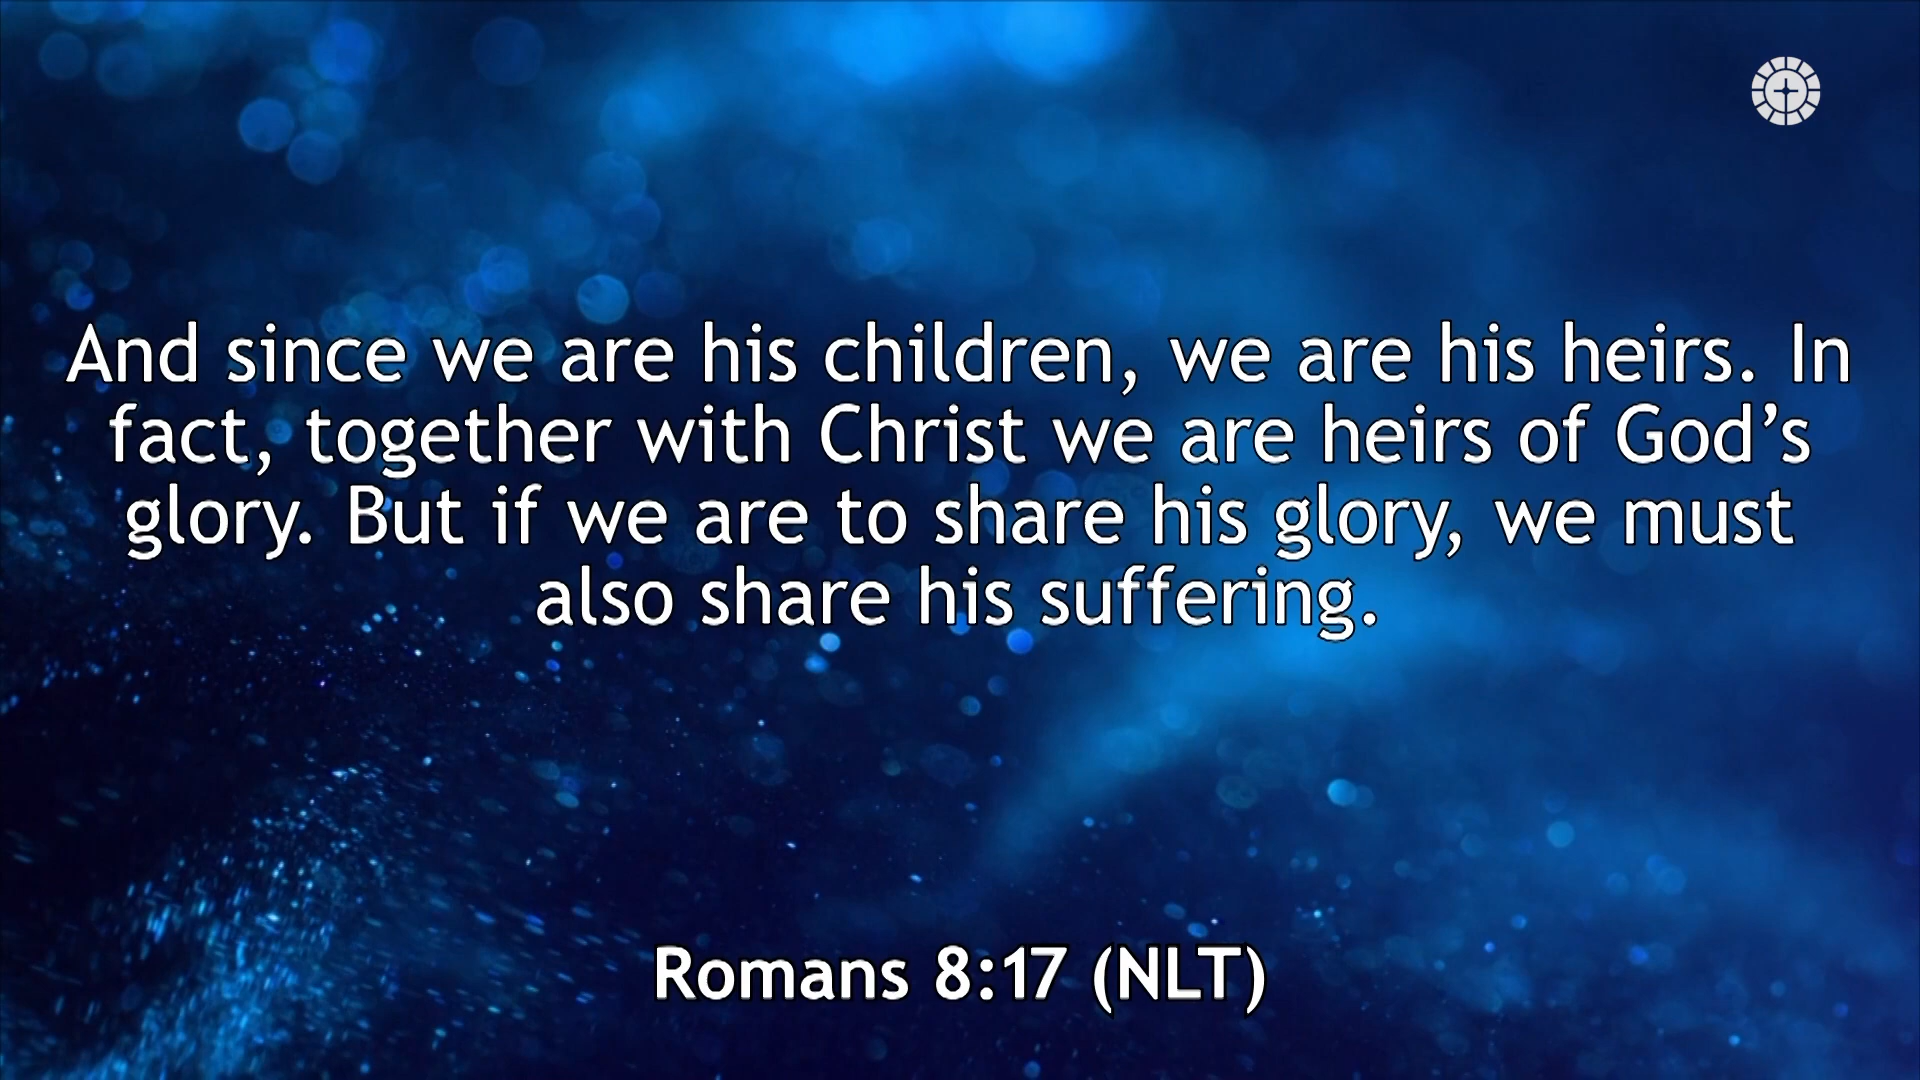 And since we are his children, we are his heirs. In
fact, together with Christ we are heirs of God’s
glory. But if we are to share his glory, we must
also share his suffering.
Romans 8:17 (NLT)